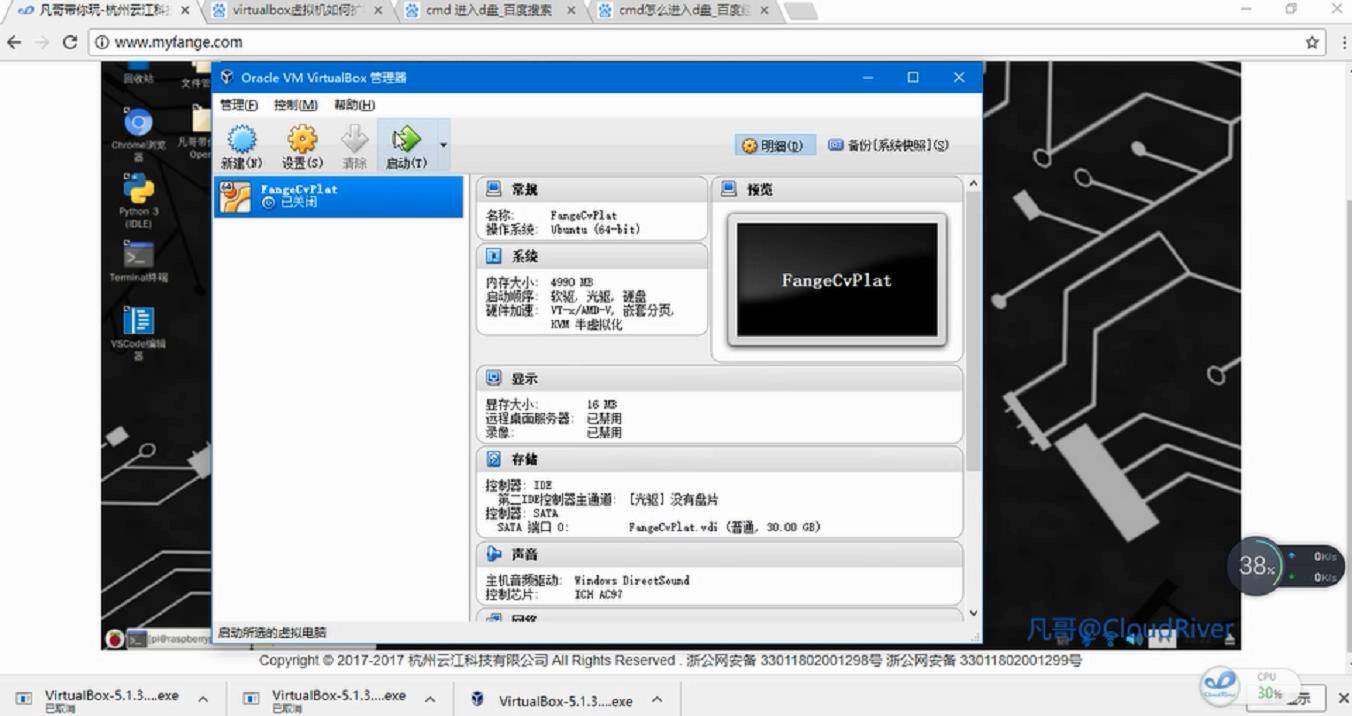 凡哥带你玩-杭州云江科技
virtualbox虚拟机如何扩
cmd 进入d盘_百度搜索
cmd怎么进入d盘_百度经
www.myfange.com
回收站
文件管
Chrome浏览器
凡哥带你
Open
Python 3
(IDLE)
Terminal终端
VSCode编辑器
Oracle VM VirtualBox 管理器
管理(F) 控制(M) 帮助(H)
新建(N) 设置(S) 清除 启动(T)
明细(D) 备份[系统快照](S)
FangeCvPlat
已关闭
常规
名称: FangeCvPlat
操作系统: Ubuntu (64-bit)
系统
内存大小: 4990 MB
启动顺序: 软驱, 光驱, 硬盘
硬件加速: VT-x/AMD-V, 嵌套分页,
KVM 半虚拟化
预览
FangeCvPlat
显示
显存大小: 16 MB
远程桌面服务器: 已禁用
录像: 已禁用
存储
控制器: IDE
第二IDE控制器主通道: [光驱] 没有盘片
控制器: SATA
SATA 端口 0: FangeCvPlat.vdi (普通, 30.00 GB)
声音
主机音频驱动: Windows DirectSound
控制芯片: ICH AC97
网络
启动所选的虚拟电脑
[pi@raspberry
38%
0K/s
0K/s
凡哥@CloudRiver
Copyright © 2017-2017 杭州云江科技有限公司 All Rights Reserved . 浙公网安备 33011802001298号 浙公网安备 33011802001299号
VirtualBox-5.1.3....exe
已取消
VirtualBox-5.1.3....exe
已取消
VirtualBox-5.1.3....exe
CloudRiver
CPU
30%
示